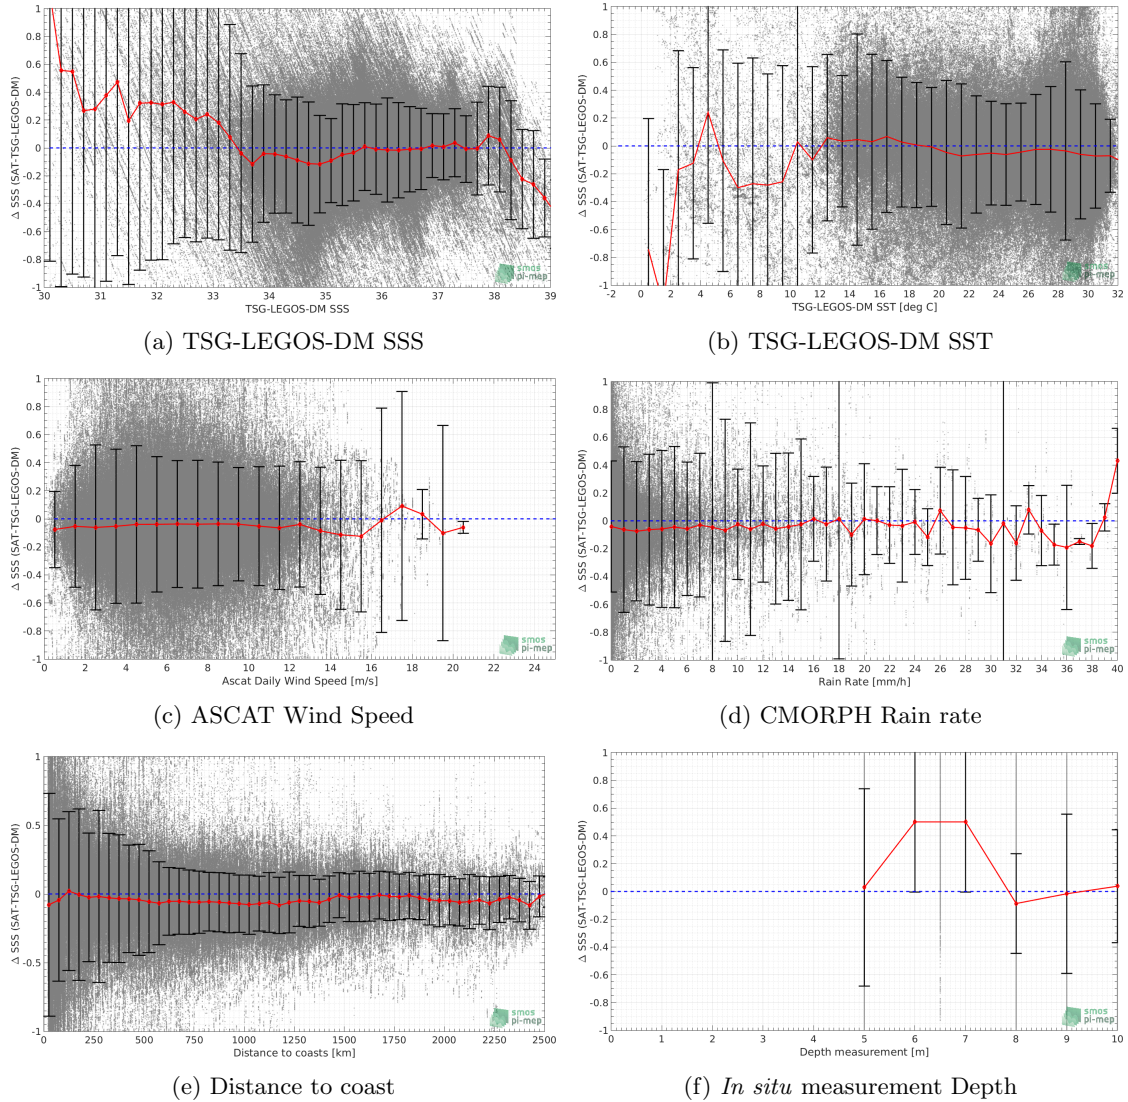 1
0.8
0.6
0.4
0.2
0
-0.2
-0.4
-0.6
-0.8
-1
Δ SSS (SAT-TSG-LEGOS-DM)
30 31 32 33 34 35 36 37 38 39
TSG-LEGOS-DM SSS
smos
pi-mep
(a) TSG-LEGOS-DM SSS
1
0.8
0.6
0.4
0.2
0
-0.2
-0.4
-0.6
-0.8
-1
Δ SSS (SAT-TSG-LEGOS-DM)
-2 0 2 4 6 8 10 12 14 16 18 20 22 24 26 28 30 32
TSG-LEGOS-DM SST [deg C]
smos
pi-mep
(b) TSG-LEGOS-DM SST
1
0.8
0.6
0.4
0.2
0
-0.2
-0.4
-0.6
-0.8
-1
Δ SSS (SAT-TSG-LEGOS-DM)
0 2 4 6 8 10 12 14 16 18 20 22 24
Ascat Daily Wind Speed [m/s]
smos
pi-mep
(c) ASCAT Wind Speed
1
0.8
0.6
0.4
0.2
0
-0.2
-0.4
-0.6
-0.8
-1
Δ SSS (SAT-TSG-LEGOS-DM)
0 2 4 6 8 10 12 14 16 18 20 22 24 26 28 30 32 34 36 38 40
Rain Rate [mm/h]
smos
pi-mep
(d) CMORPH Rain rate
1
0.5
0
-0.5
-1
Δ SSS (SAT-TSG-LEGOS-DM)
0 250 500 750 1000 1250 1500 1750 2000 2250 2500
Distance to coasts [km]
smos
pi-mep
(e) Distance to coast
1
0.8
0.6
0.4
0.2
0
-0.2
-0.4
-0.6
-0.8
-1
Δ SSS (SAT-TSG-LEGOS-DM)
0 1 2 3 4 5 6 7 8 9 10
Depth measurement [m]
smos
pi-mep
(f) In situ measurement Depth